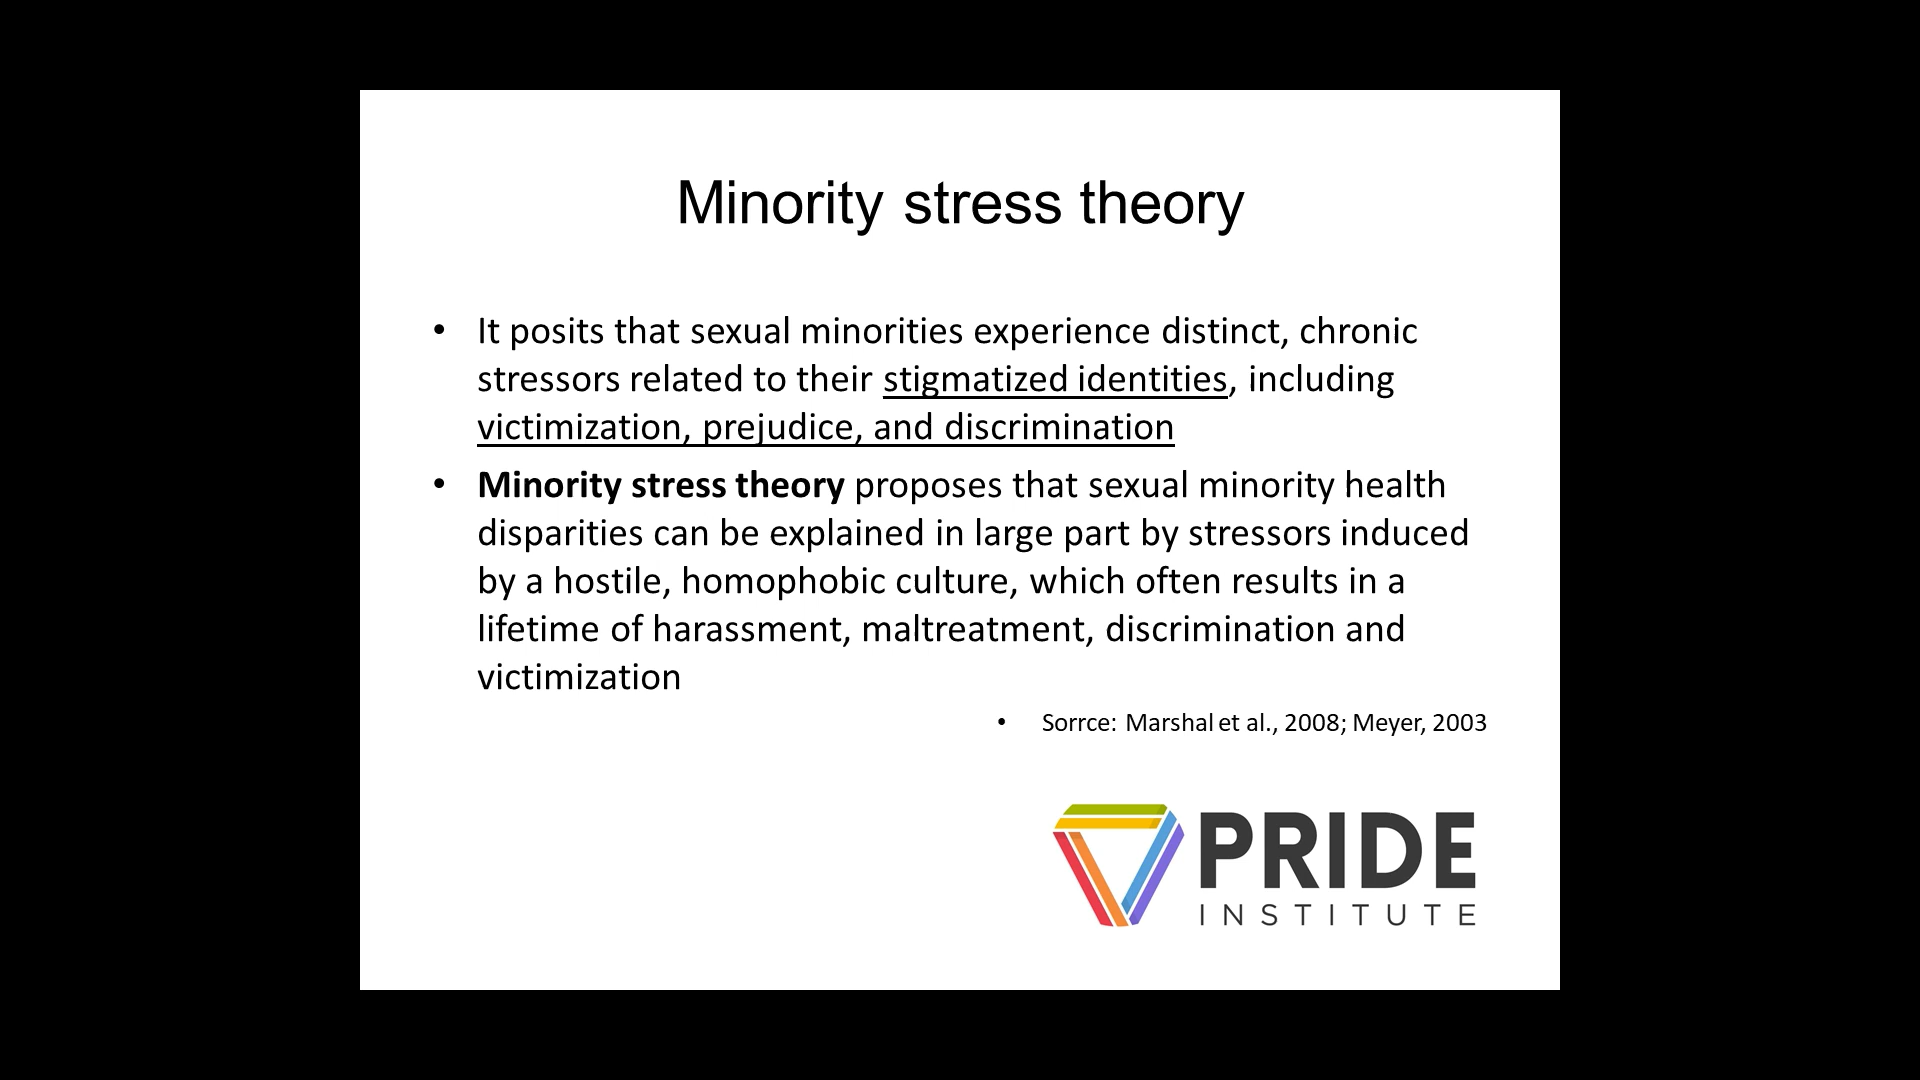 Minority stress theory
• It posits that sexual minorities experience distinct, chronic
stressors related to their stigmatized identities, including
victimization, prejudice, and discrimination
• Minority stress theory proposes that sexual minority health
disparities can be explained in large part by stressors induced
by a hostile, homophobic culture, which often results in a
lifetime of harassment, maltreatment, discrimination and
victimization
• Sorrce: Marshal et al., 2008; Meyer, 2003
PRIDE
INSTITUTE